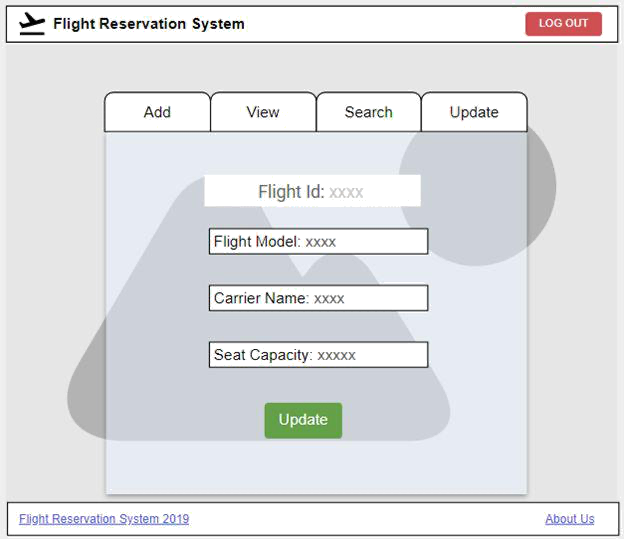 Flight Reservation System LOG OUT
Add View Search Update
Flight Id: xxxx
Flight Model: xxxx
Carrier Name: xxxx
Seat Capacity: xxxxx
Update
Flight Reservation System 2019 About Us